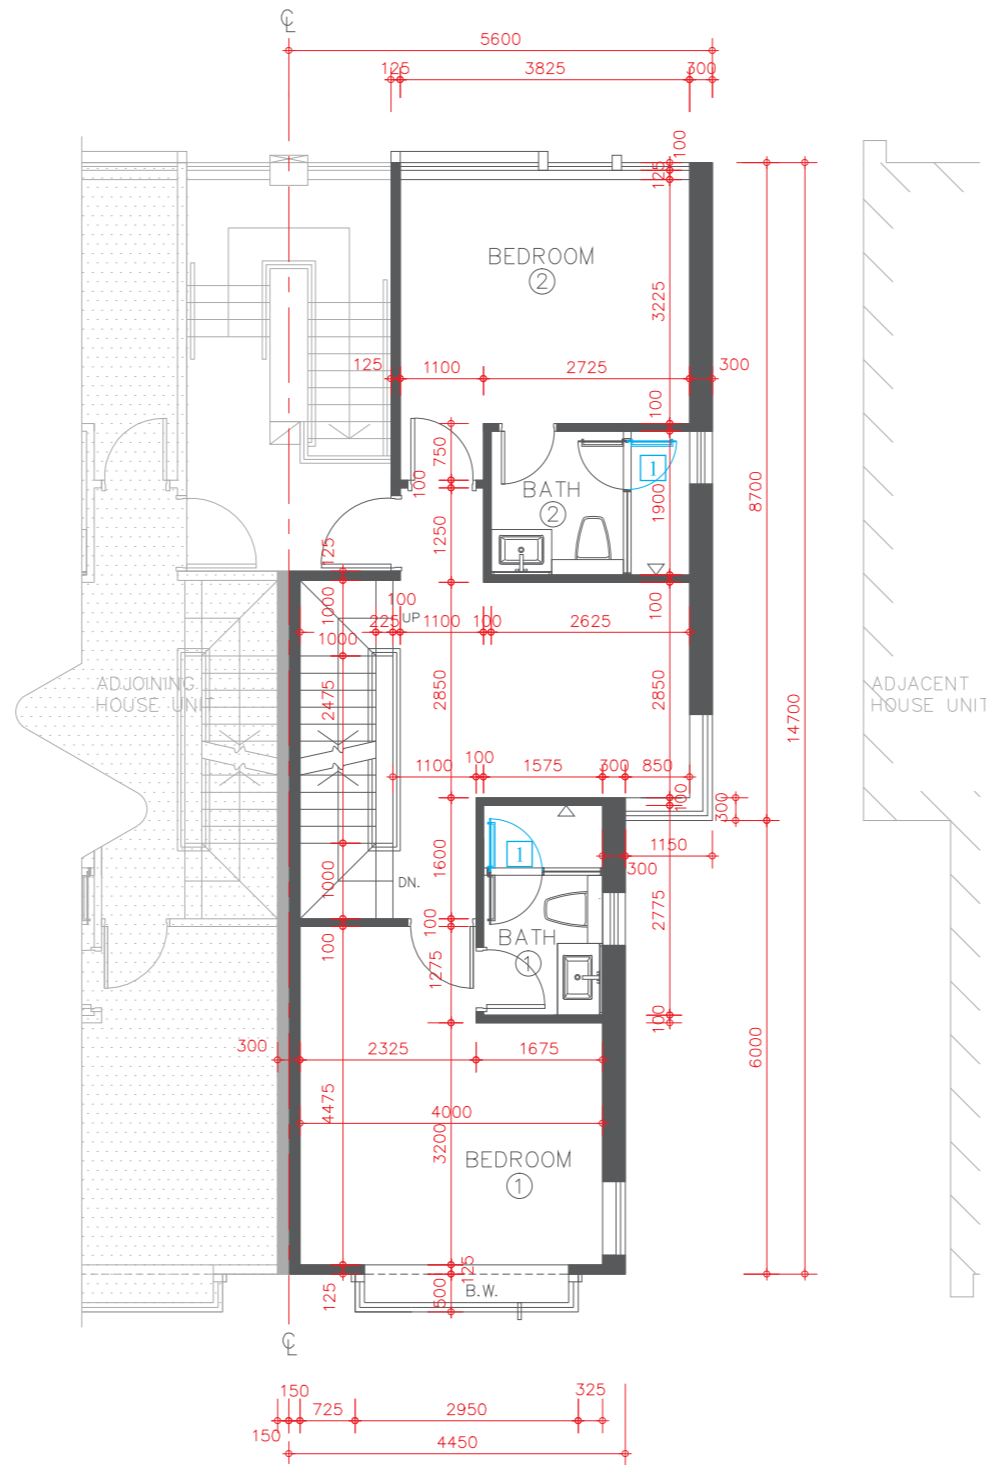 ℄
5600
125 3825 300
100
125
BEDROOM
2
3225
125 1100 2725 300
100
750
100
BATH
2
1
1900
8700
1250
125
1000
100
225 UP 1100 100 2625
100
1000
ADJOINING
HOUSE UNIT
2475
2850
2850
14700
ADJACENT
HOUSE UNIT
1100 100 1575 300 850
100
300
1
1600
1150
300
1000
DN.
2775
100
BATH
1
100
1275
100
6000
300 2325 1675
4475
4000
3200
BEDROOM
1
125
B.W.
500
125
℄
150 725 2950 325
150
4450